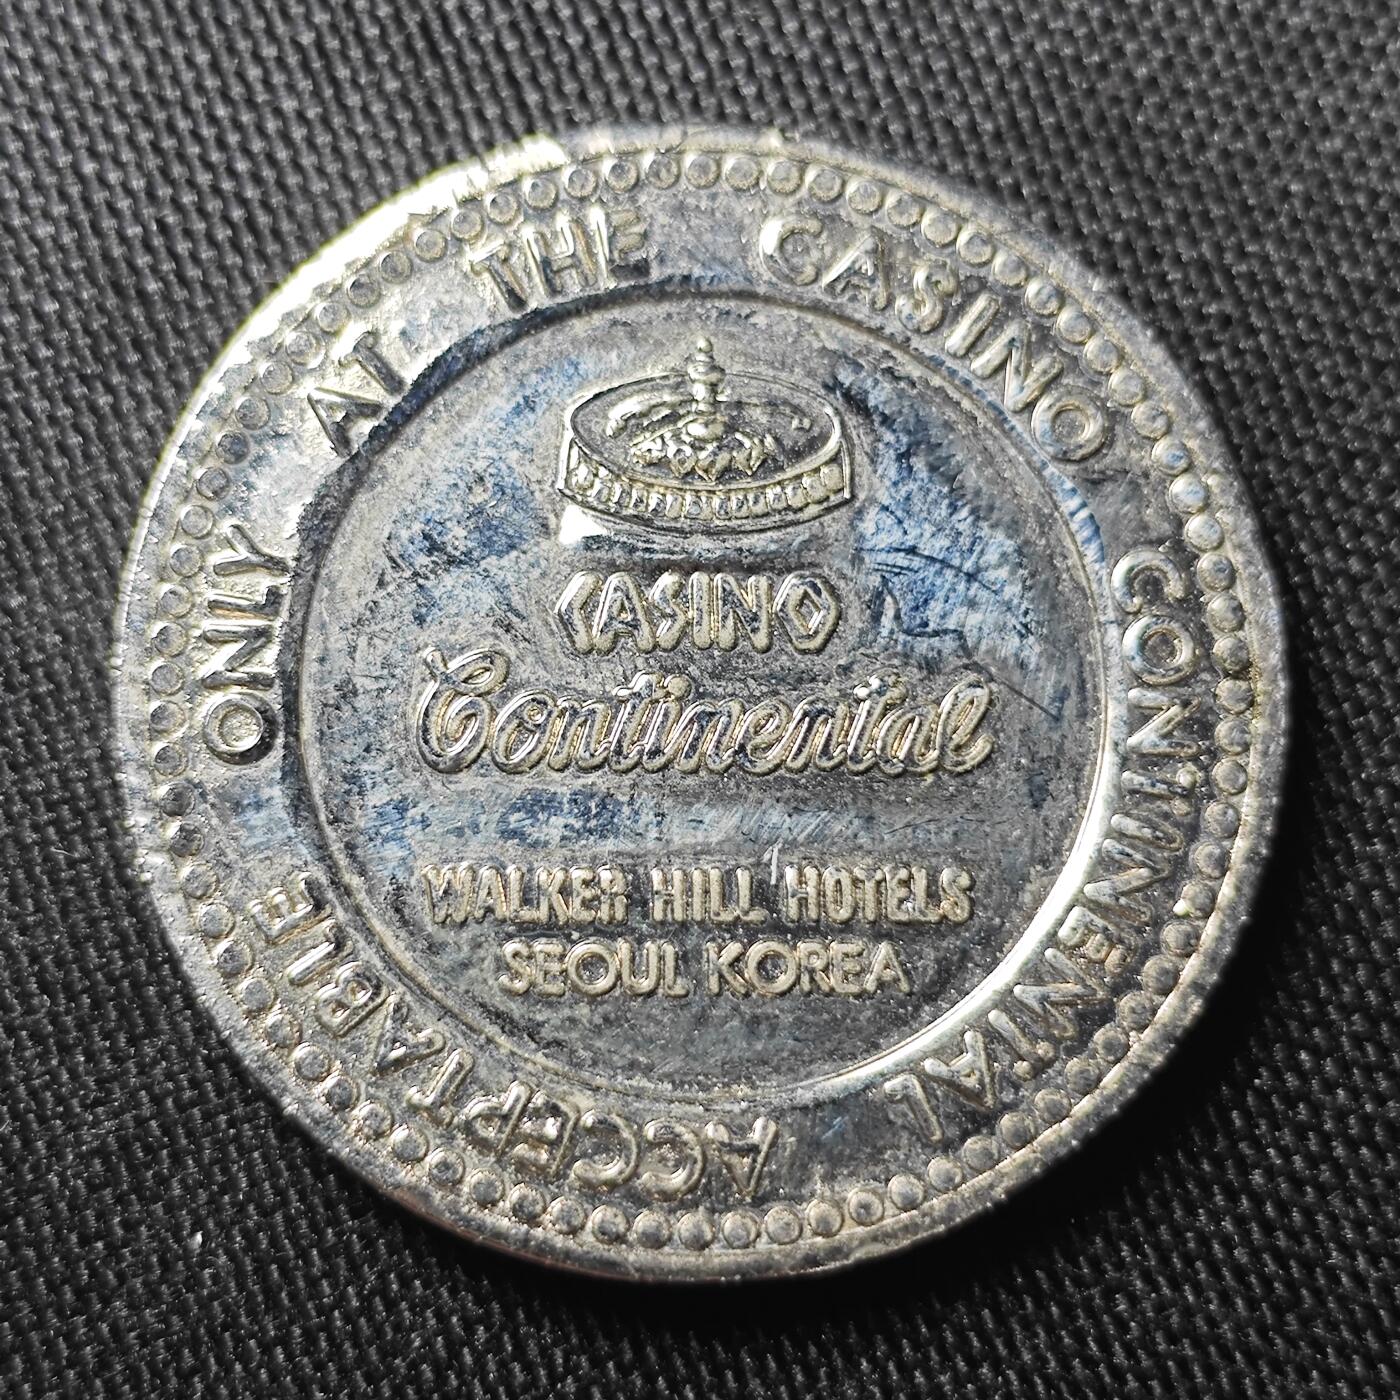 ACCEPTABLE ONLY AT THE CASINO CONTINENTAL
CASINO
Continental
WALKER HILL HOTELS
SEOUL KOREA